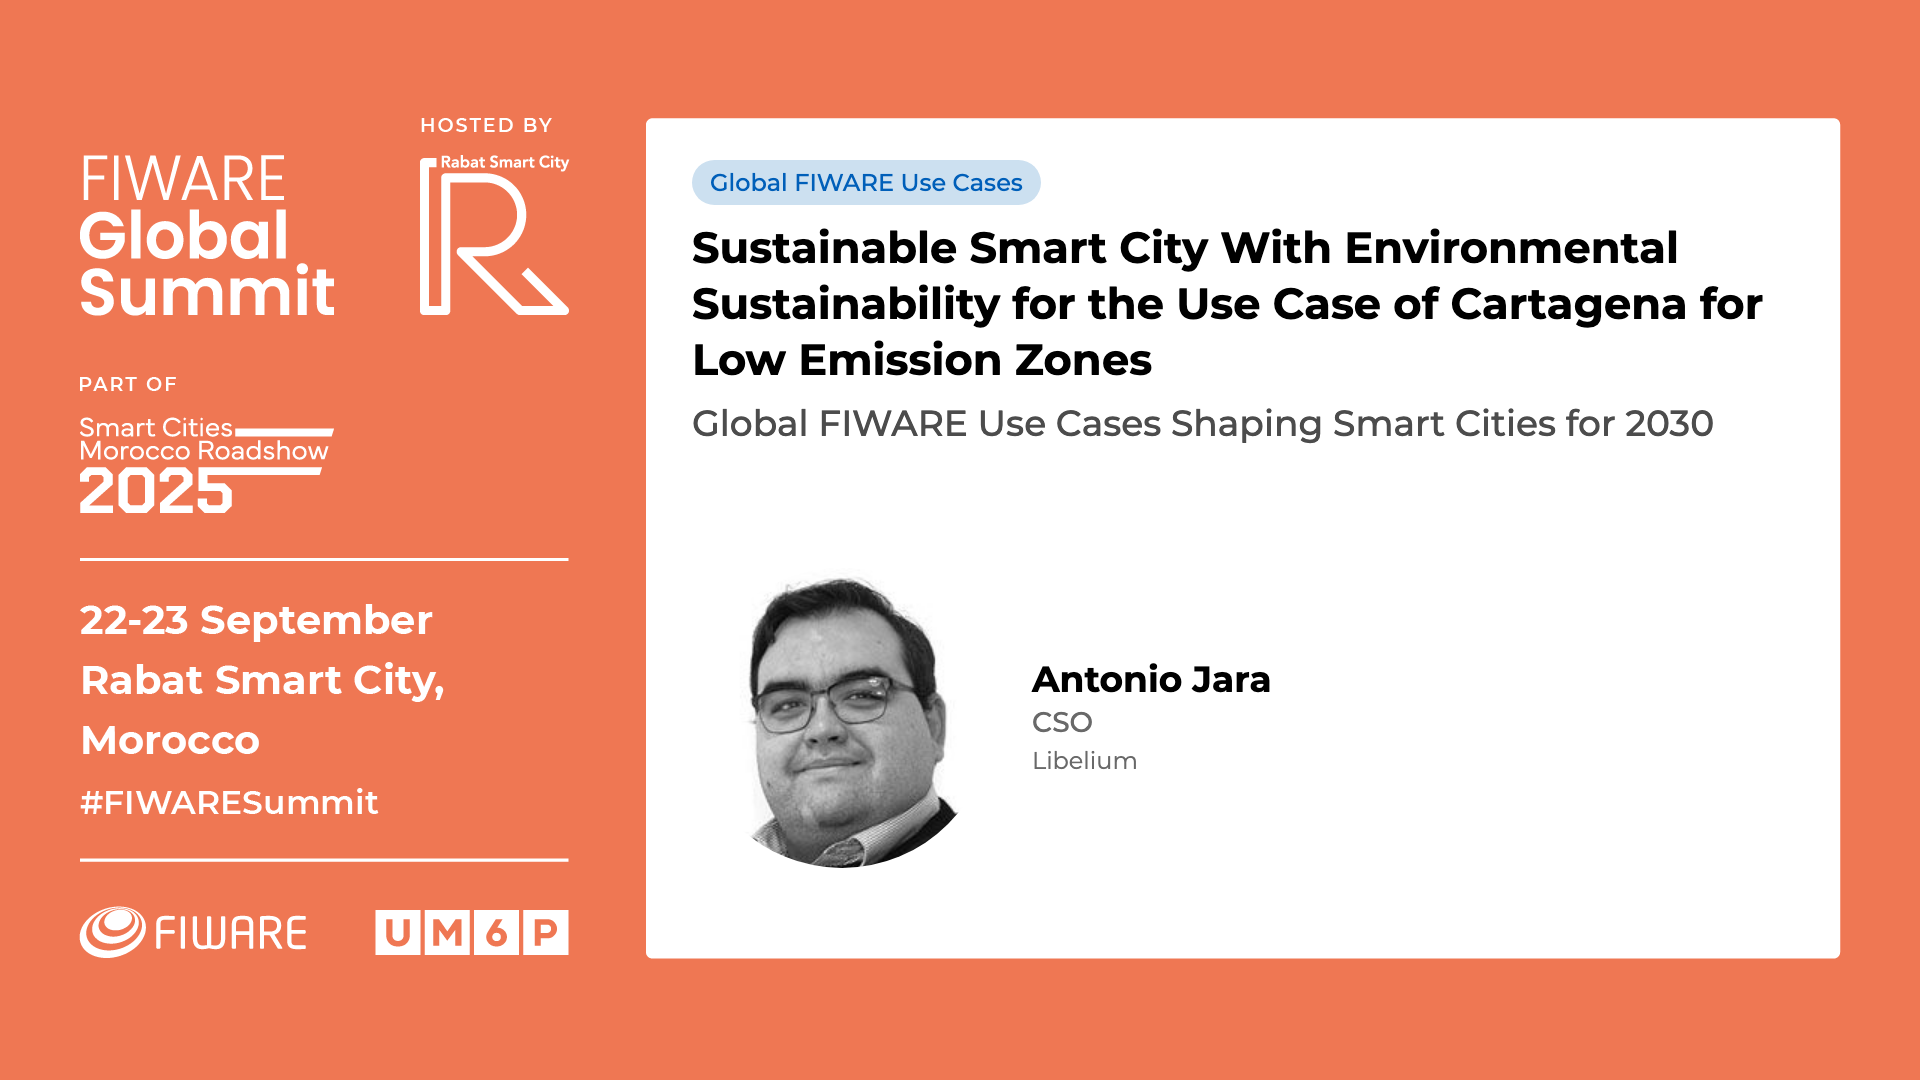 HOSTED BY
FIWARE
Global
Summit
Rabat Smart City
PART OF
Smart Cities
Morocco Roadshow
2025
22-23 September
Rabat Smart City,
Morocco
#FIWARESummit
FIWARE
UM6P
Global FIWARE Use Cases
Sustainable Smart City With Environmental
Sustainability for the Use Case of Cartagena for
Low Emission Zones
Global FIWARE Use Cases Shaping Smart Cities for 2030
Antonio Jara
CSO
Libelium